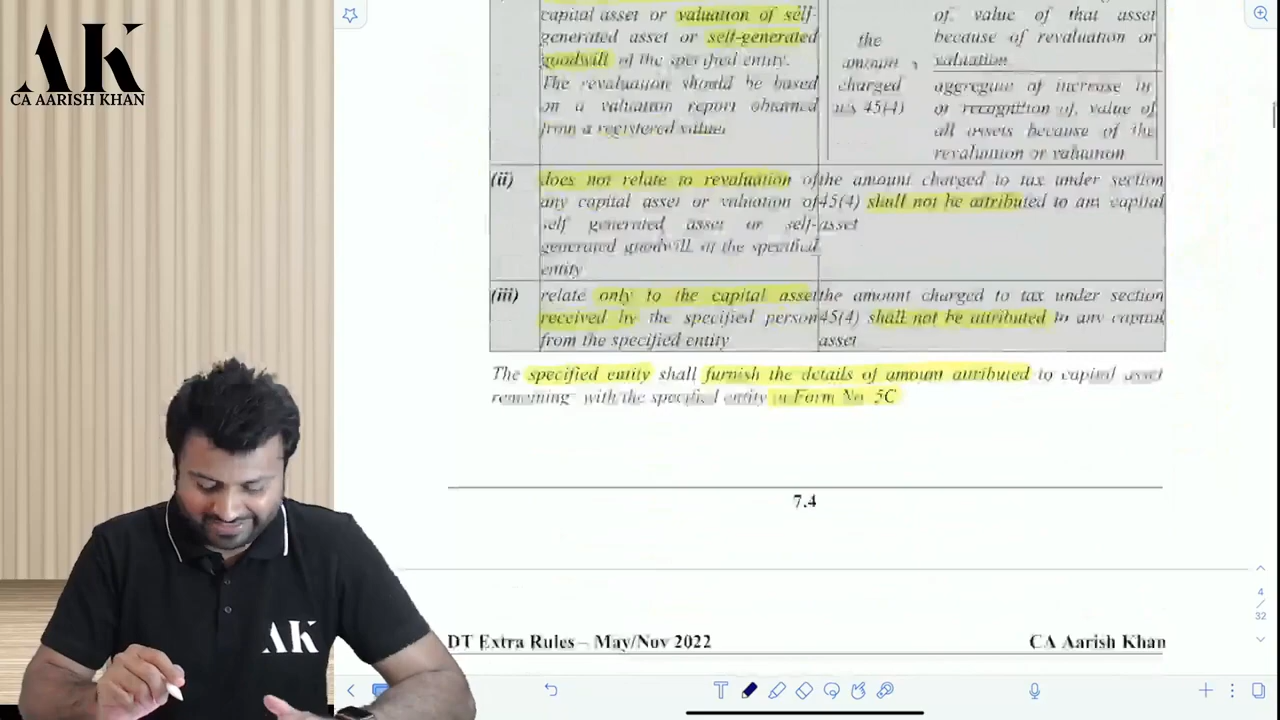 AK
CA AARISH KHAN
capital asset or valuation of self-
generated asset or self-generated
goodwill of the specified entity.
The revaluation should be based
on a valuation report obtained
from a registered valuer
the
amount
charged
u/s 45(4)
of value of that asset
because of revaluation or
valuation
aggregate of increase in
or recognition of, value of
all assets because of the
revaluation or valuation
(ii) does not relate to revaluation of
any capital asset or valuation of
self generated asset or self-
generated goodwill, of the specified
entity
the amount charged to tax under section
45(4) shall not be attributed to any capital
asset
(iii) relate only to the capital asset
received by the specified person
from the specified entity
the amount charged to tax under section
45(4) shall not be attributed to any capital
asset
The specified entity shall furnish the details of amount attributed to capital asset
remaining with the specified entity in Form No. 5C
7.4
4
/
32
DT Extra Rules – May/Nov 2022
CA Aarish Khan
AK
T